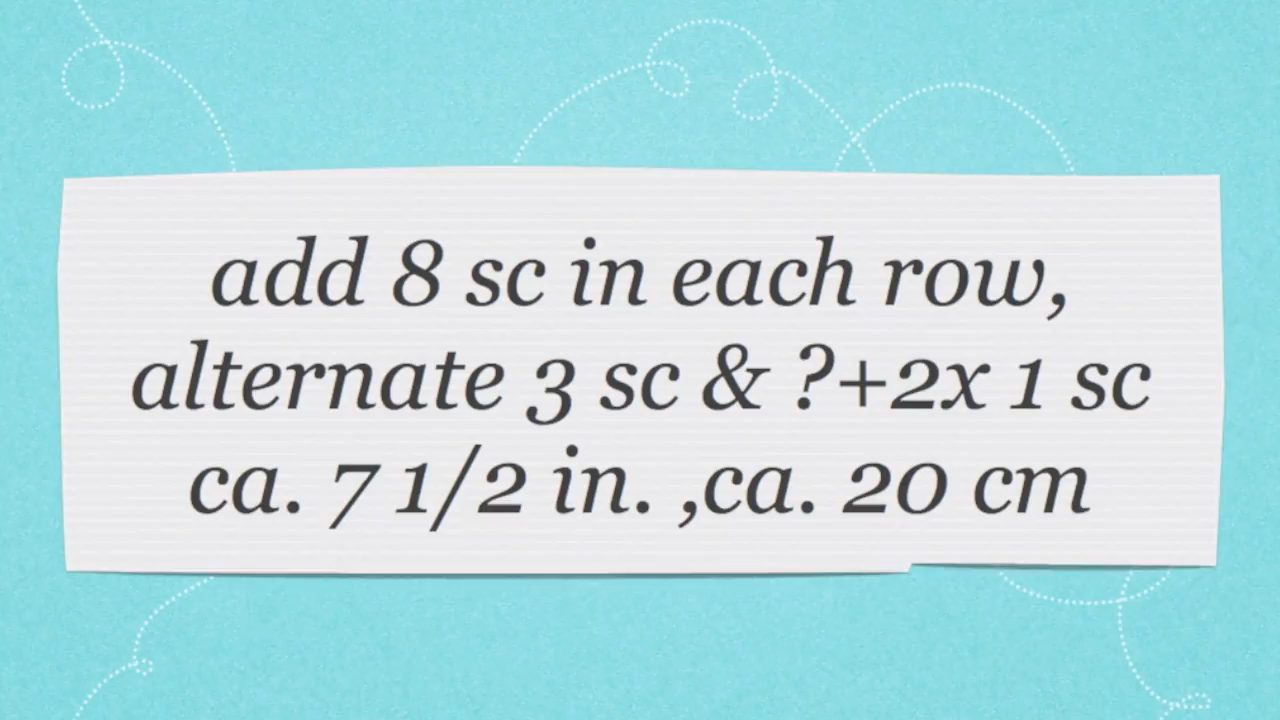 add 8 sc in each row,
alternate 3 sc & ?+2x 1 sc
ca. 7 1/2 in. ,ca. 20 cm